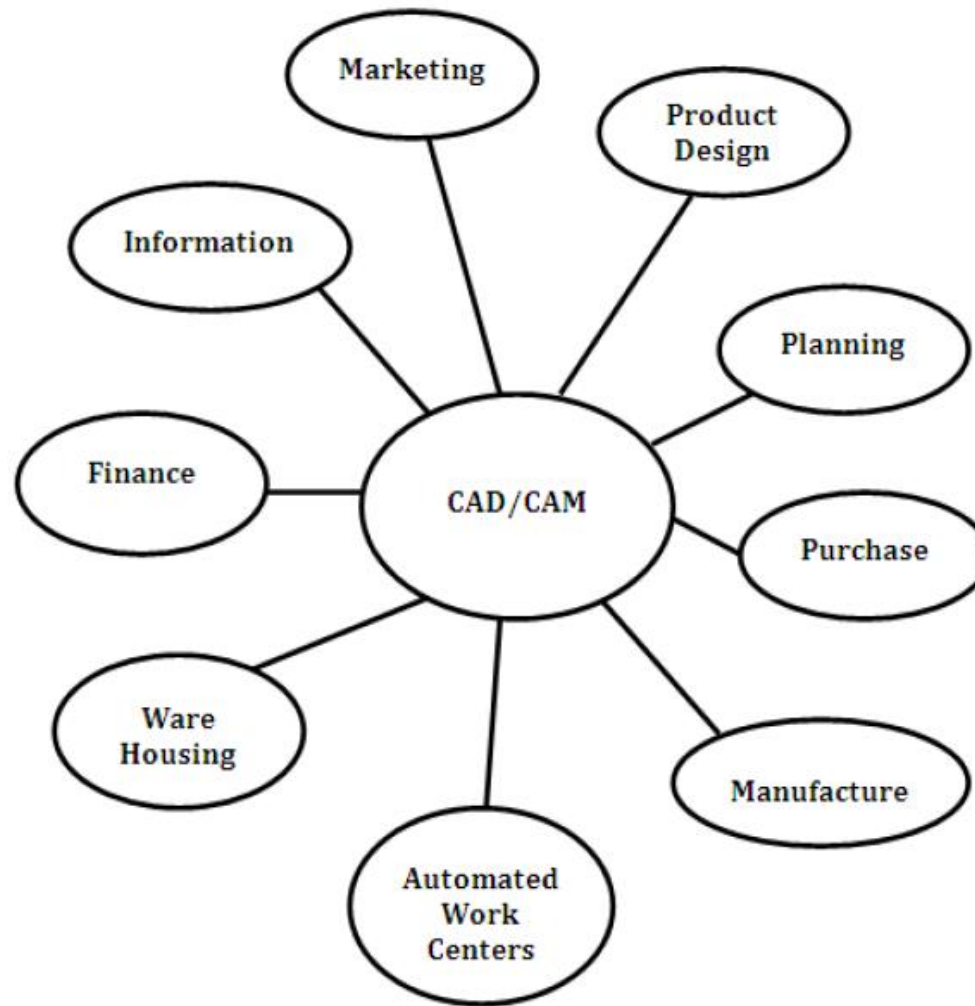 Marketing
Product
Design
Information
Planning
Finance
CAD/CAM
Purchase
Ware
Housing
Manufacture
Automated
Work
Centers